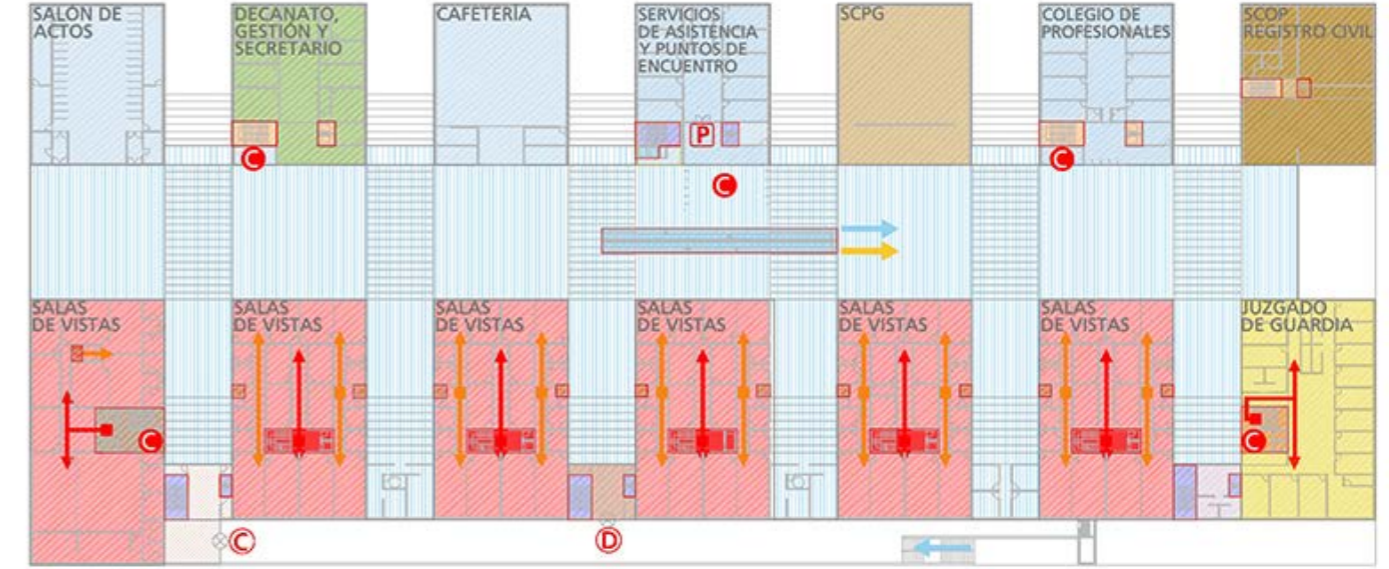 SALÓN DE
ACTOS
DECANATO,
GESTIÓN Y
SECRETARIO
CAFETERÍA
SERVICIOS
DE ASISTENCIA
Y PUNTOS DE
ENCUENTRO
SCPG
COLEGIO DE
PROFESIONALES
SCOP
REGISTRO CIVIL
P
C
C
C
SALAS
DE VISTAS
SALAS
DE VISTAS
SALAS
DE VISTAS
SALAS
DE VISTAS
SALAS
DE VISTAS
SALAS
DE VISTAS
JUZGADO
DE GUARDIA
C
C
C
D